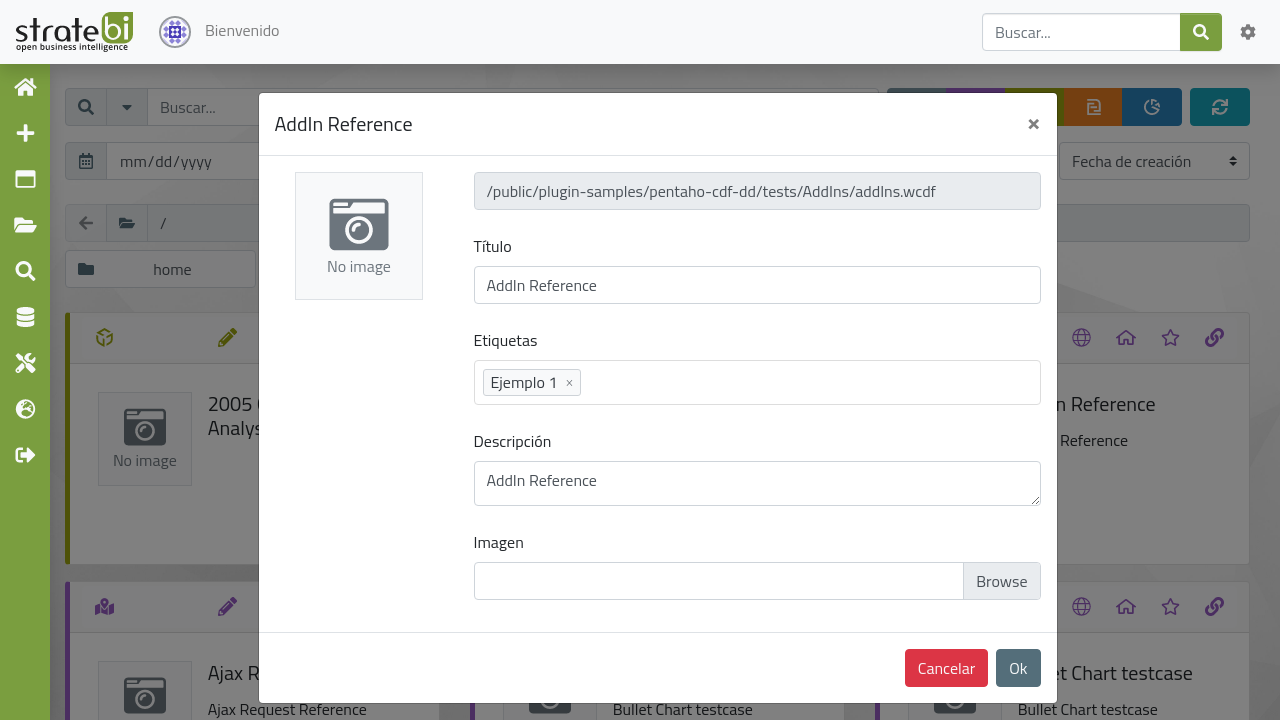 stratebi
open business intelligence
Bienvenido
Buscar...
Buscar...
mm/dd/yyyy
Fecha de creación
/
home
AddIn Reference
×
No image
/public/plugin-samples/pentaho-cdf-dd/tests/AddIns/addIns.wcdf
Título
AddIn Reference
Etiquetas
Ejemplo 1 ×
Descripción
AddIn Reference
Imagen
Browse
Cancelar
Ok
2005
No image
n Reference
Reference
Ajax R
Ajax Request Reference
Bullet Chart testcase
et Chart testcase
Bullet Chart testcase